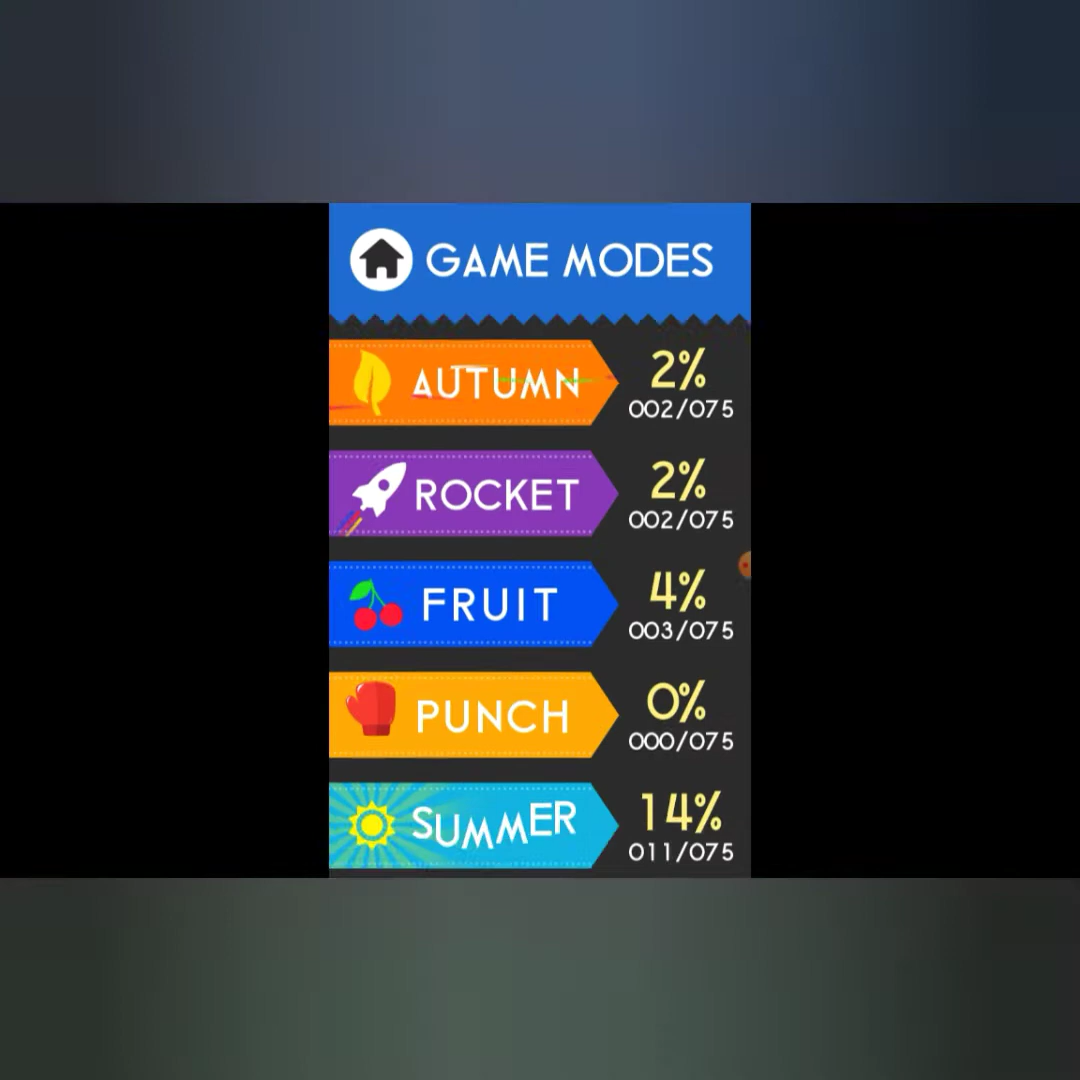 GAME MODES
AUTUMN
2%
002/075
ROCKET
2%
002/075
FRUIT
4%
003/075
PUNCH
0%
000/075
SUMMER
14%
011/075